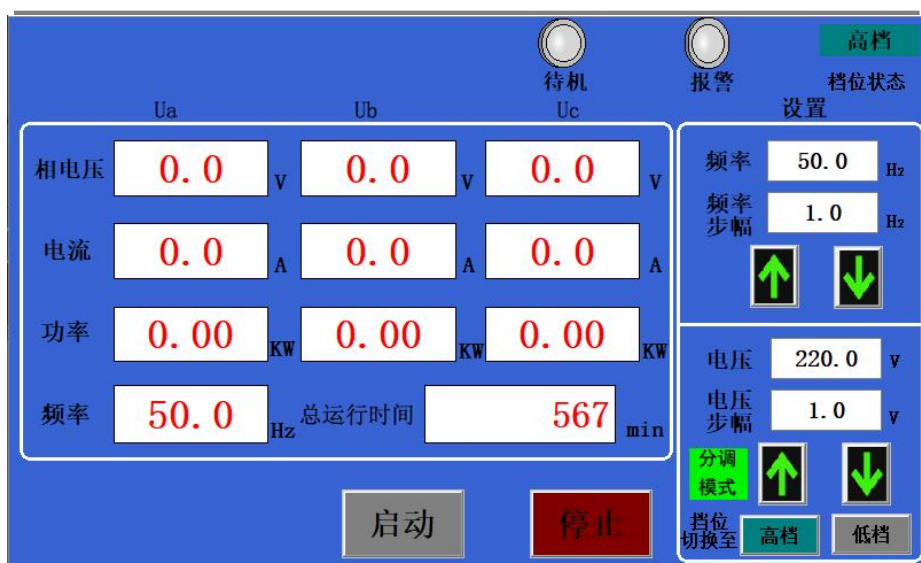 高档
待机
报警
档位状态
Ua
Ub
Uc
设置
相电压
0.0
V
0.0
V
0.0
V
电流
0.0
A
0.0
A
0.0
A
功率
0.00
KW
0.00
KW
0.00
KW
频率
50.0
Hz
总运行时间
567
min
频率
50.0
Hz
频率
步幅
1.0
Hz
电压
220.0
V
电压
步幅
1.0
V
分调
模式
挡位
切换至
高档
低档
启动
停止